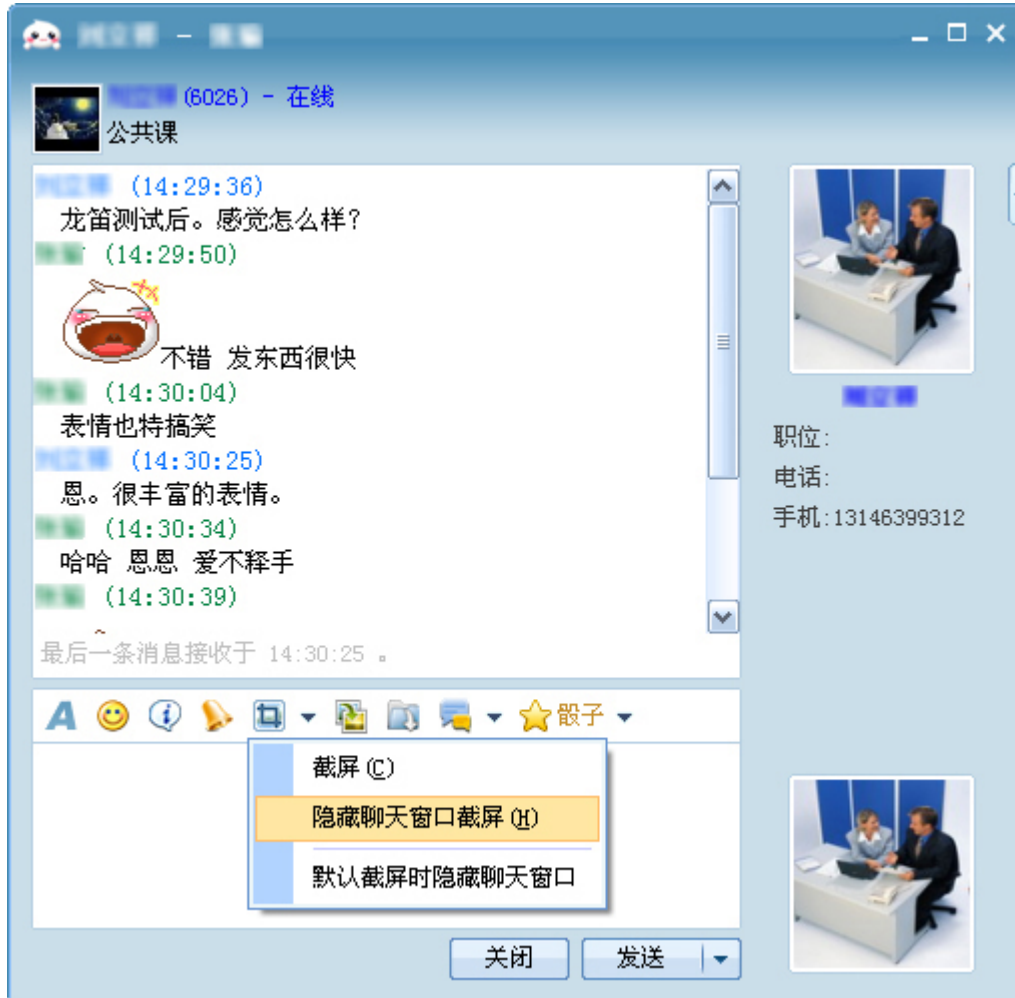 –
(6026) - 在线
公共课
(14:29:36)
龙笛测试后。感觉怎么样?
(14:29:50)
不错 发东西很快
(14:30:04)
表情也特搞笑
(14:30:25)
恩。很丰富的表情。
(14:30:34)
哈哈 恩恩 爱不释手
(14:30:39)
最后一条消息接收于 14:30:25 。
职位:
电话:
手机:13146399312
A
骰子
截屏(C)
隐藏聊天窗口截屏(H)
默认截屏时隐藏聊天窗口
关闭
发送